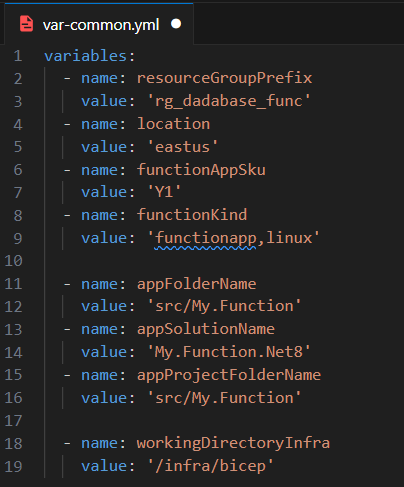 var-common.yml
1 variables:
2   - name: resourceGroupPrefix
3     value: 'rg_dadabase_func'
4   - name: location
5     value: 'eastus'
6   - name: functionAppSku
7     value: 'Y1'
8   - name: functionKind
9     value: 'functionapp,linux'
10
11   - name: appFolderName
12     value: 'src/My.Function'
13   - name: appSolutionName
14     value: 'My.Function.Net8'
15   - name: appProjectFolderName
16     value: 'src/My.Function'
17
18   - name: workingDirectoryInfra
19     value: '/infra/bicep'